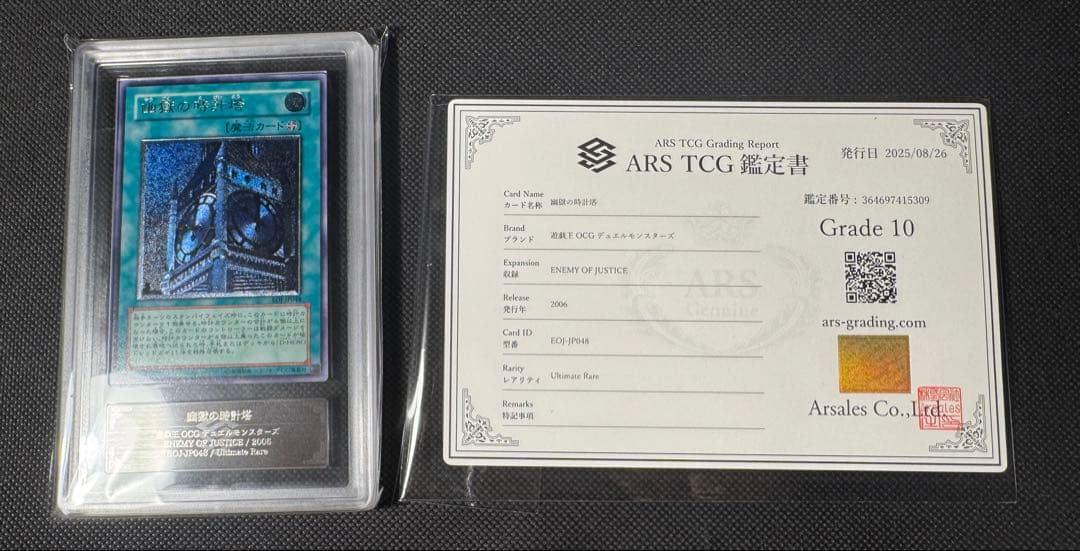 幽獄の時計塔
【魔法カード】
EOJ-JP048
幽獄の時計塔
遊戯王 OCG デュエルモンスターズ
ENEMY OF JUSTICE / 2006
EOJ-JP048 / Ultimate Rare
ARS TCG Grading Report
ARS TCG 鑑定書
発行日 2025/08/26
鑑定番号：364697415309
Grade 10
Card Name
カード名称 幽獄の時計塔
Brand
ブランド 遊戯王 OCG デュエルモンスターズ
Expansion
収録 ENEMY OF JUSTICE
Release
発行年 2006
Card ID
型番 EOJ-JP048
Rarity
レアリティ Ultimate Rare
Remarks
特記事項
ARS
Genuine
ars-grading.com
Arsales Co.,Ltd.